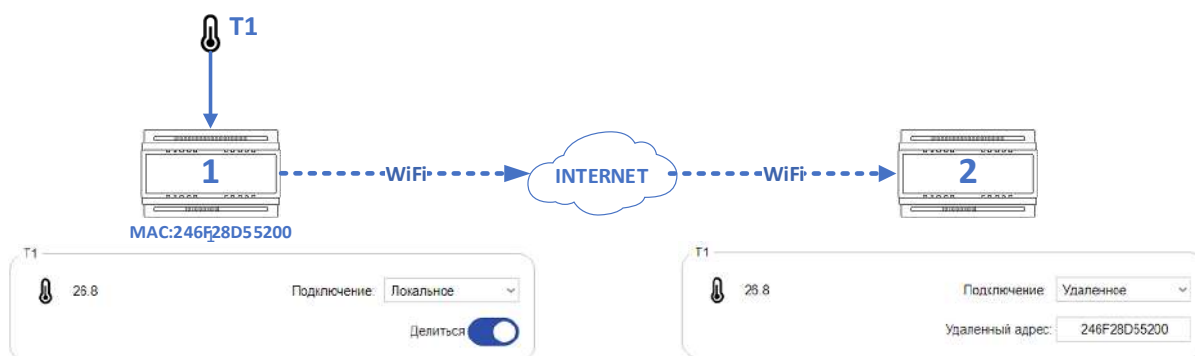 T1
1
WiFi
INTERNET
WiFi
2
MAC:246F28D55200
1
T1
26.8
Подключение:
Локальное
Делиться
T1
26.8
Подключение
Удаленное
Удаленный адрес:
246F28D55200